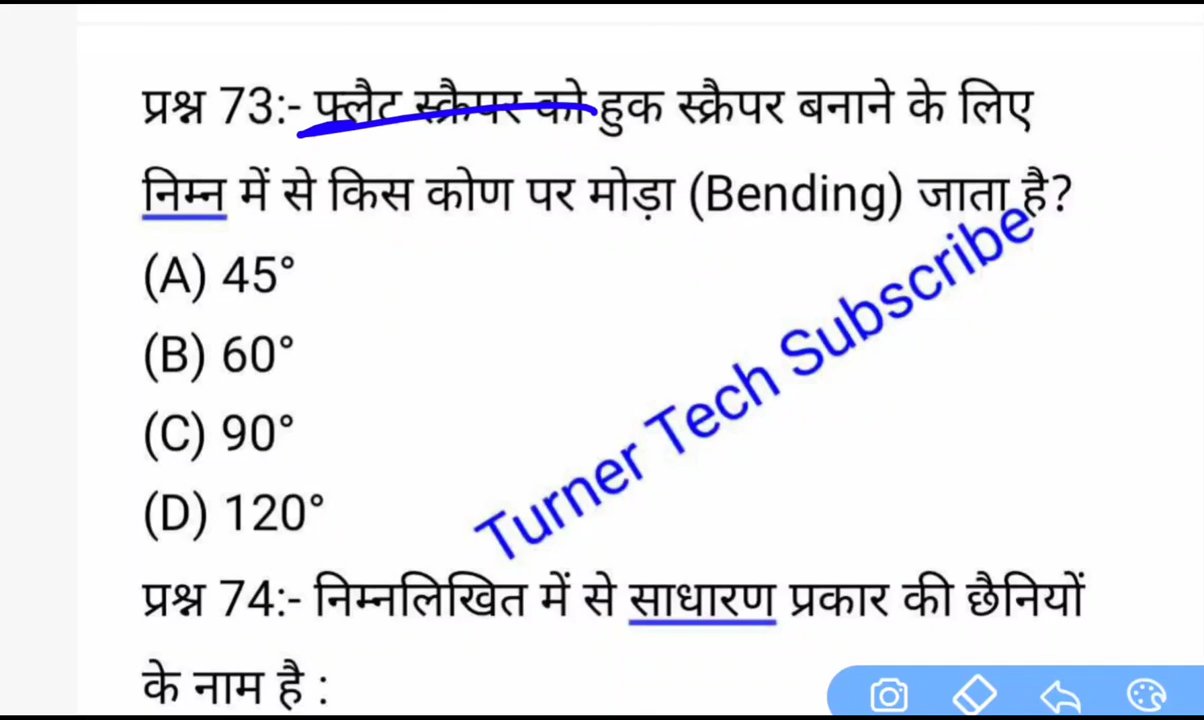 प्रश्न 73:- फ्लैट स्क्रैपर को हुक स्क्रैपर बनाने के लिए
निम्न में से किस कोण पर मोड़ा (Bending) जाता है?
(A) 45°
(B) 60°
(C) 90°
(D) 120°
Turner Tech Subscribe
प्रश्न 74:- निम्नलिखित में से साधारण प्रकार की छैनियों
के नाम है :